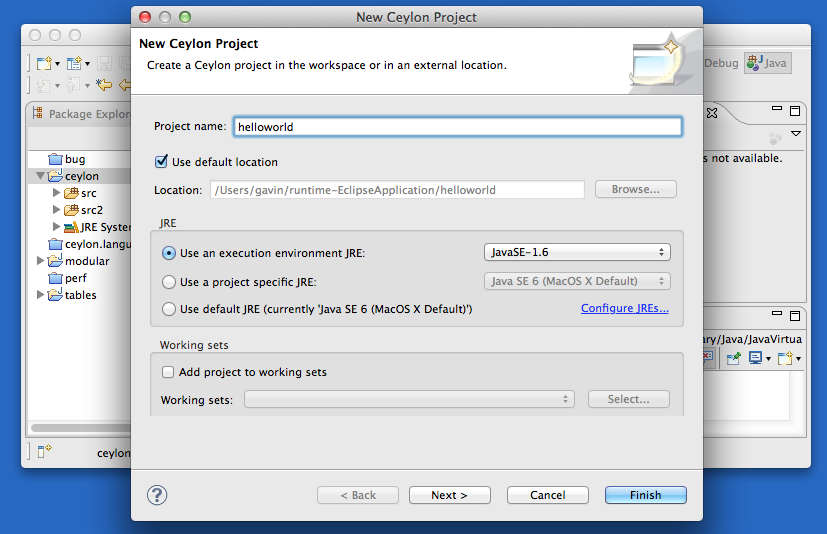 New Ceylon Project
New Ceylon Project
Create a Ceylon project in the workspace or in an external location.
Debug
Java
Package Explor
bug
ceylon
src
src2
JRE Syste
ceylon.langu
modular
perf
tables
Project name: helloworld
Use default location
Location: /Users/gavin/runtime-EclipseApplication/helloworld Browse...
JRE
Use an execution environment JRE: JavaSE-1.6
Use a project specific JRE: Java SE 6 (MacOS X Default)
Use default JRE (currently 'Java SE 6 (MacOS X Default)') Configure JREs...
Working sets
Add project to working sets
Working sets: Select...
s not available.
ary/Java/JavaVirtua
ceylon
? < Back Next > Cancel Finish